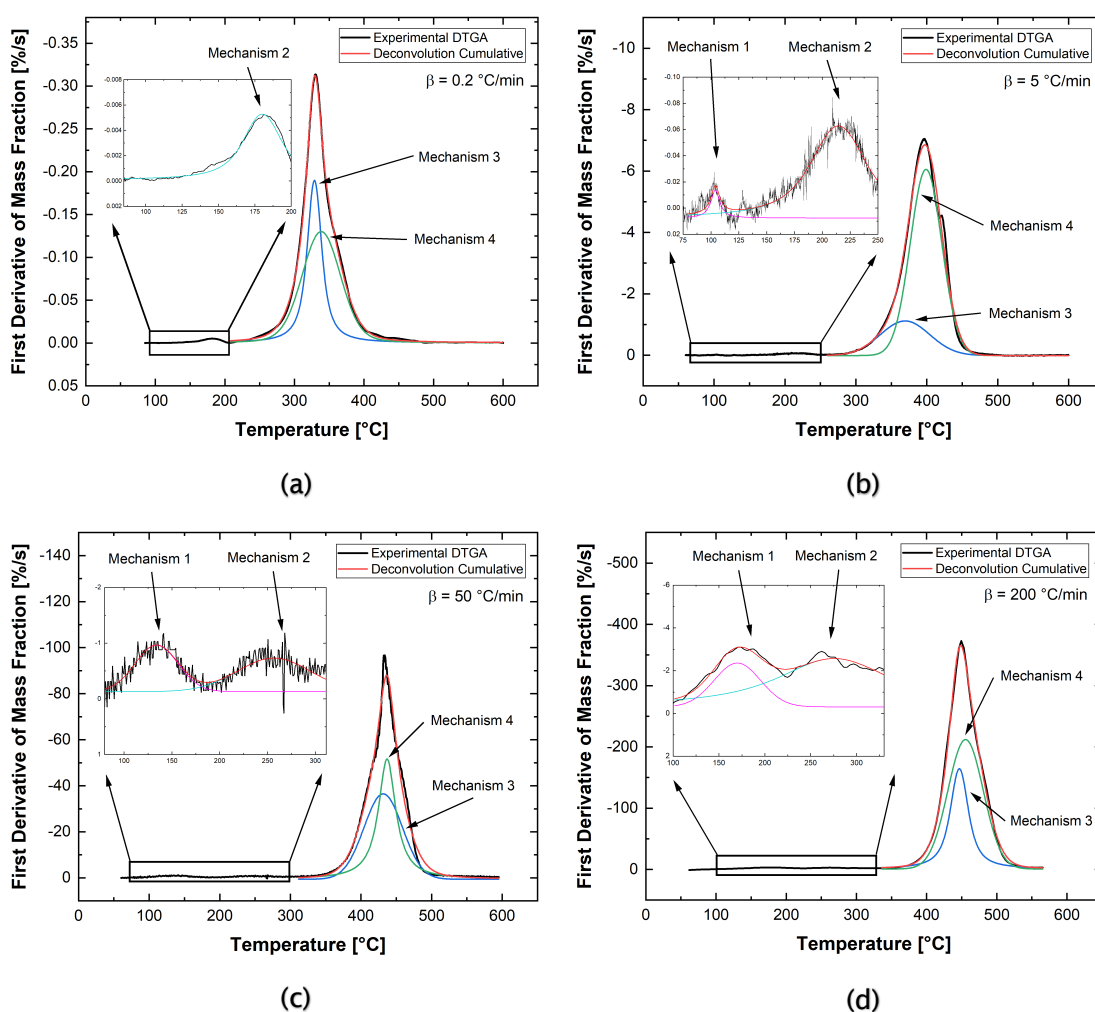 First Derivative of Mass Fraction [%/s]
-0.35
-0.30
-0.25
-0.20
-0.15
-0.10
-0.05
0.00
0.05
0 100 200 300 400 500 600
Temperature [°C]
Experimental DTGA
Deconvolution Cumulative
β = 0.2 °C/min
Mechanism 2
-0.008
-0.006
-0.004
-0.002
0.000
0.002
100 125 150 175 200
Mechanism 3
Mechanism 4
(a)
First Derivative of Mass Fraction [%/s]
-10
-8
-6
-4
-2
0
0 100 200 300 400 500 600
Temperature [°C]
Experimental DTGA
Deconvolution Cumulative
β = 5 °C/min
Mechanism 1
Mechanism 2
-0.10
-0.08
-0.06
-0.04
-0.02
0.00
0.02
75 100 125 150 175 200 225 250
Mechanism 4
Mechanism 3
(b)
First Derivative of Mass Fraction [%/s]
-140
-120
-100
-80
-60
-40
-20
0
0 100 200 300 400 500 600
Temperature [°C]
Experimental DTGA
Deconvolution Cumulative
β = 50 °C/min
Mechanism 1
Mechanism 2
-2
-1
0
1
100 150 200 250 300
Mechanism 4
Mechanism 3
(c)
First Derivative of Mass Fraction [%/s]
-500
-400
-300
-200
-100
0
0 100 200 300 400 500 600
Temperature [°C]
Experimental DTGA
Deconvolution Cumulative
β = 200 °C/min
Mechanism 1
Mechanism 2
-6
-4
-2
0
2
100 150 200 250 300
Mechanism 4
Mechanism 3
(d)